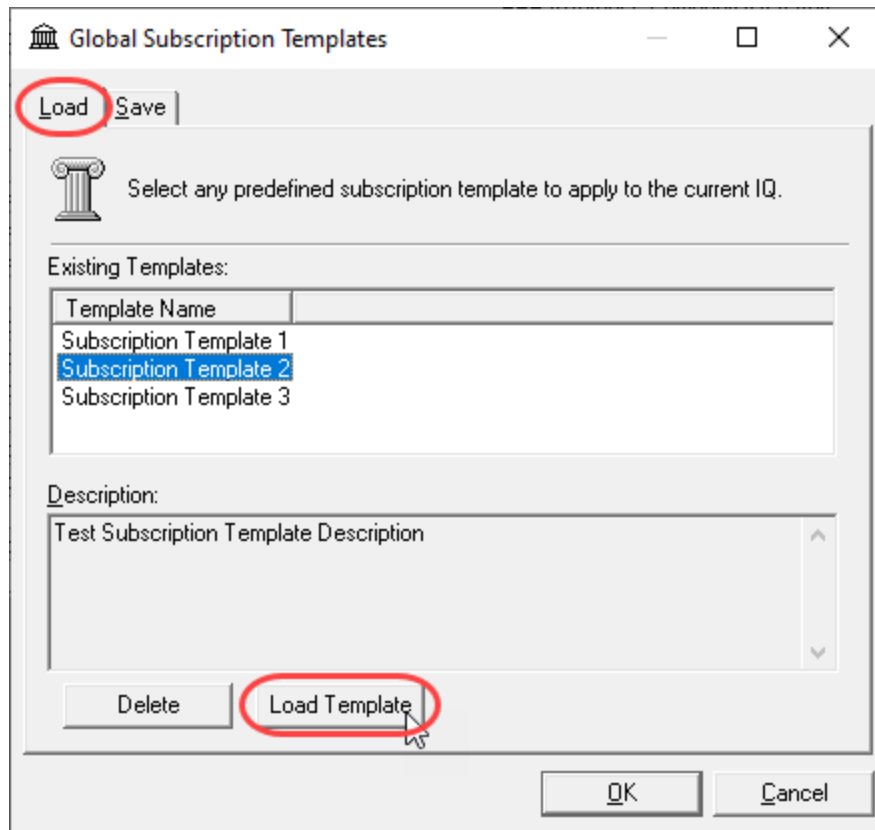 Global Subscription Templates
Load Save
Select any predefined subscription template to apply to the current IQ.
Existing Templates:
Template Name
Subscription Template 1
Subscription Template 2
Subscription Template 3
Description:
Test Subscription Template Description
Delete Load Template
OK Cancel